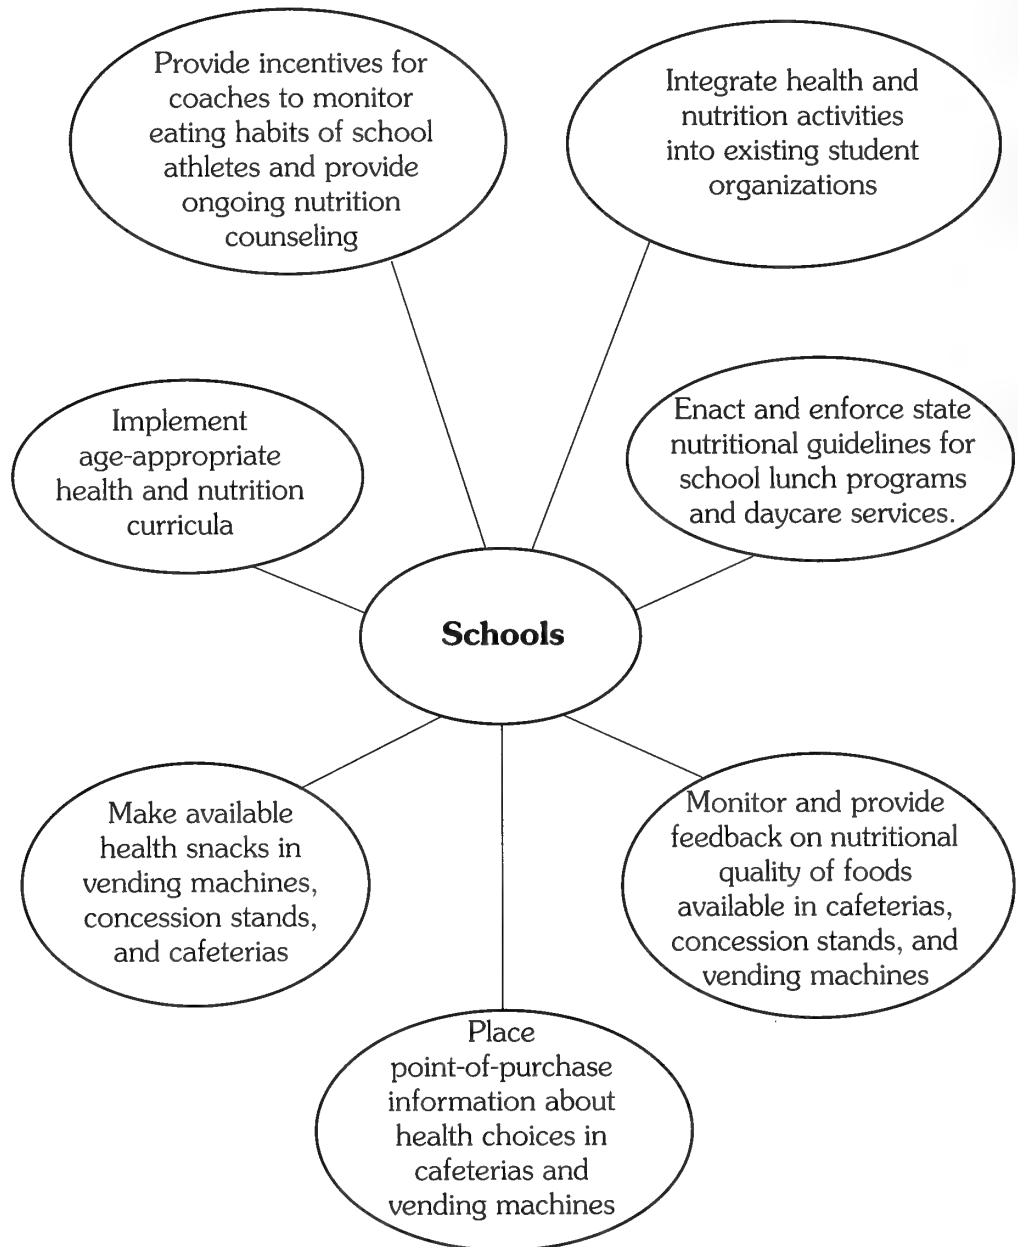 Provide incentives for
coaches to monitor
eating habits of school
athletes and provide
ongoing nutrition
counseling
Integrate health and
nutrition activities
into existing student
organizations
Implement
age-appropriate
health and nutrition
curricula
Enact and enforce state
nutritional guidelines for
school lunch programs
and daycare services.
Schools
Make available
health snacks in
vending machines,
concession stands,
and cafeterias
Monitor and provide
feedback on nutritional
quality of foods
available in cafeterias,
concession stands, and
vending machines
Place
point-of-purchase
information about
health choices in
cafeterias and
vending machines